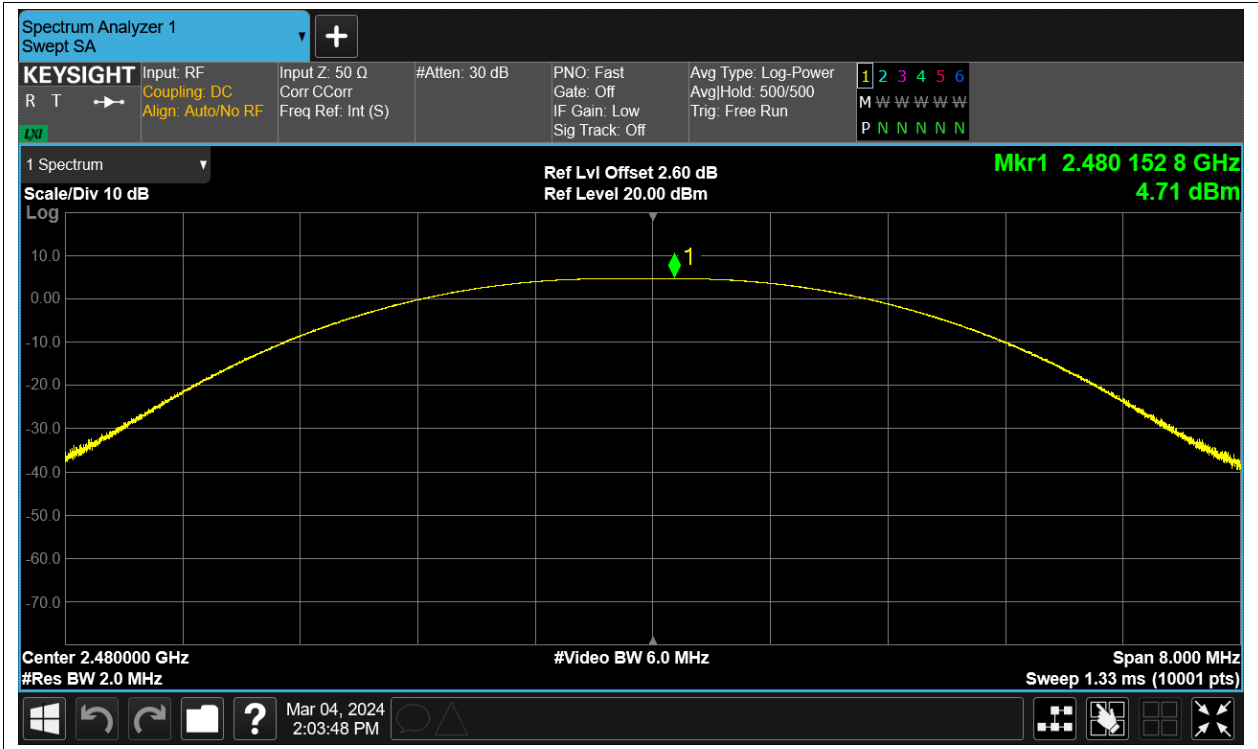 Spectrum Analyzer 1
Swept SA
KEYSIGHT
R T
LXI
Input: RF
Coupling: DC
Align: Auto/No RF
Input Z: 50 Ω
Corr CCorr
Freq Ref: Int (S)
#Atten: 30 dB
PNO: Fast
Gate: Off
IF Gain: Low
Sig Track: Off
Avg Type: Log-Power
Avg|Hold: 500/500
Trig: Free Run
1 2 3 4 5 6
M W W W W W
P N N N N N
1 Spectrum
Scale/Div 10 dB
Log
Ref Lvl Offset 2.60 dB
Ref Level 20.00 dBm
Mkr1 2.480 152 8 GHz
4.71 dBm
1
10.0
0.00
-10.0
-20.0
-30.0
-40.0
-50.0
-60.0
-70.0
Center 2.480000 GHz
#Res BW 2.0 MHz
#Video BW 6.0 MHz
Span 8.000 MHz
Sweep 1.33 ms (10001 pts)
?
Mar 04, 2024
2:03:48 PM